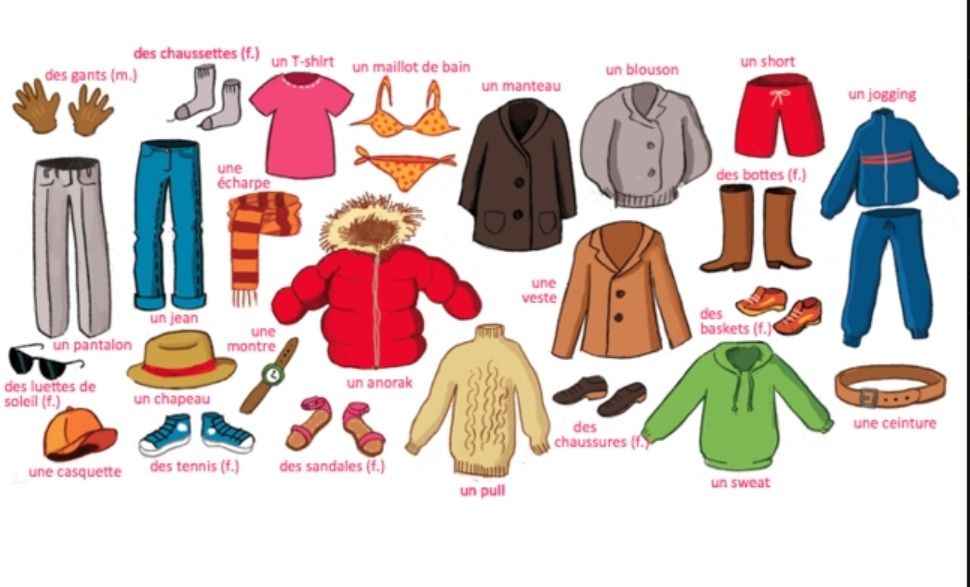 des gants (m.)
des chaussettes (f.)
un T-shirt
un maillot de bain
un manteau
un blouson
un short
un jogging
une
écharpe
des bottes (f.)
une
veste
des
baskets (f.)
un jean
une
montre
un pantalon
un anorak
des luettes de
soleil (f.)
un chapeau
des
chaussures (f.)
une ceinture
une casquette
des tennis (f.)
des sandales (f.)
un pull
un sweat